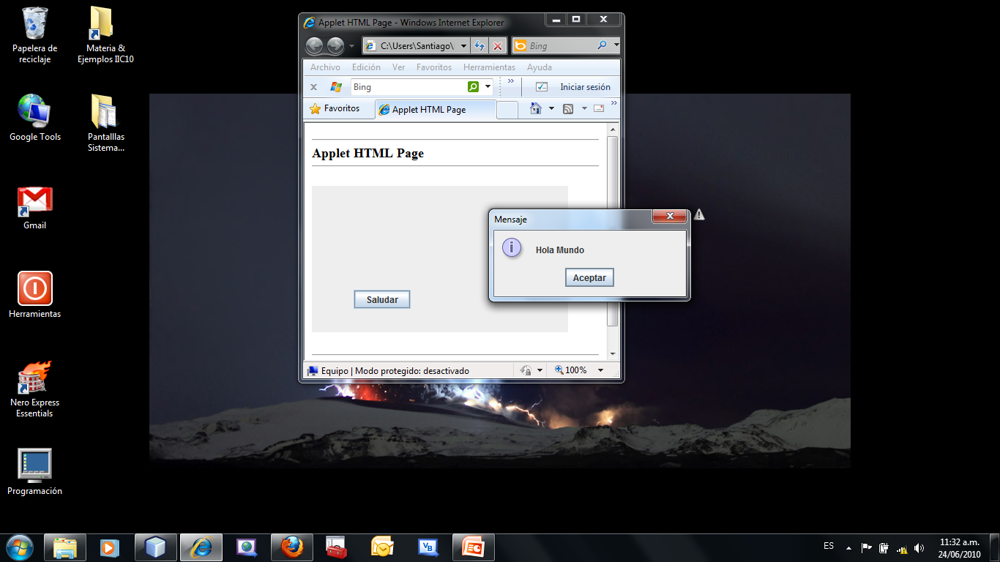 Papelera de
reciclaje
Materia &
Ejemplos IIC10
Google Tools
Pantalllas
Sistema...
Gmail
Herramientas
Nero Express
Essentials
Programación
Applet HTML Page - Windows Internet Explorer
C:\Users\Santiago\
Bing
Archivo Edición Ver Favoritos Herramientas Ayuda
Bing
Iniciar sesión
Favoritos
Applet HTML Page
Applet HTML Page
Saludar
Mensaje
Hola Mundo
Aceptar
Equipo | Modo protegido: desactivado
100%
VB
ES
11:32 a.m.
24/06/2010